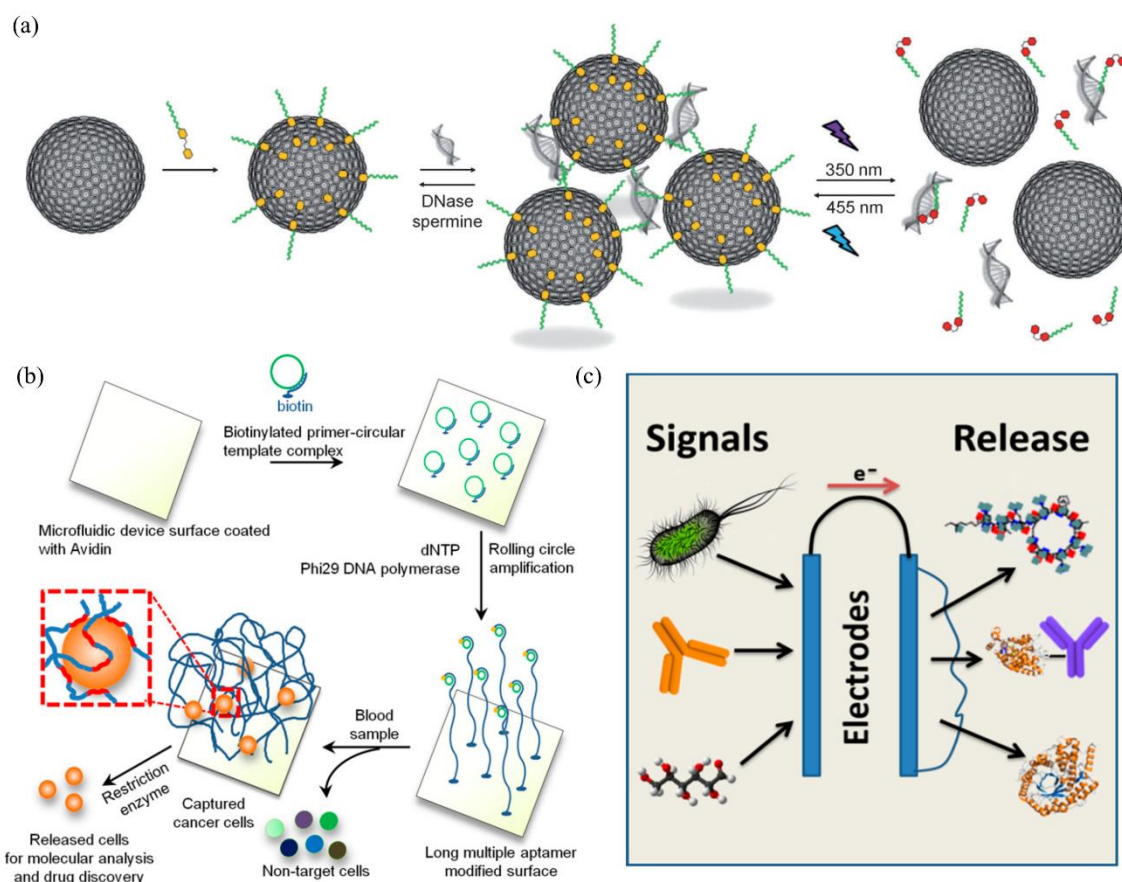 (a)
DNase
spermine
350 nm
455 nm
(b)
biotin
Biotinylated primer-circular
template complex
Microfluidic device surface coated
with Avidin
dNTP
Phi29 DNA polymerase
Rolling circle
amplification
Blood
sample
Restriction
enzyme
Captured
cancer cells
Released cells
for molecular analysis
and drug discovery
Non-target cells
Long multiple aptamer
modified surface
(c)
Signals
Release
e⁻
Electrodes